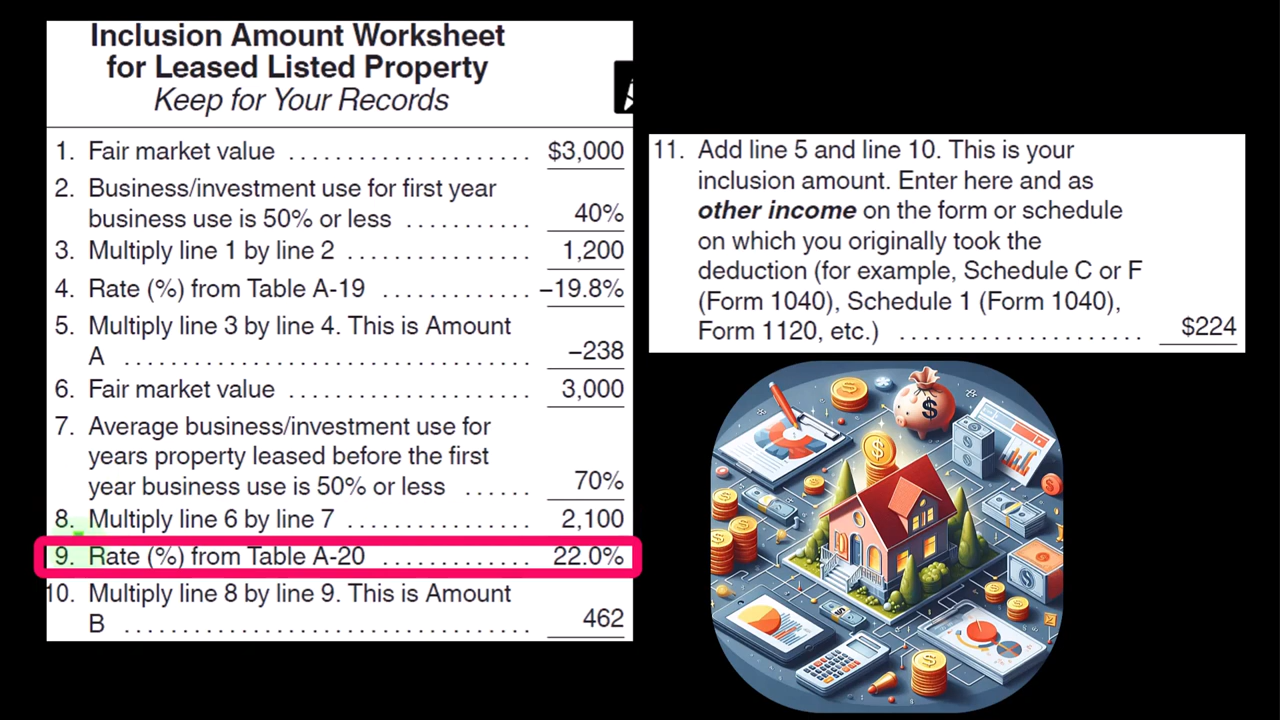 Inclusion Amount Worksheet
for Leased Listed Property
Keep for Your Records
1. Fair market value ...................... $3,000
2. Business/investment use for first year
business use is 50% or less ........... 40%
3. Multiply line 1 by line 2 ................ 1,200
4. Rate (%) from Table A-19 ............. −19.8%
5. Multiply line 3 by line 4. This is Amount
A .................................... −238
6. Fair market value ...................... 3,000
7. Average business/investment use for
years property leased before the first
year business use is 50% or less ...... 70%
8. Multiply line 6 by line 7 ................ 2,100
9. Rate (%) from Table A-20 ............. 22.0%
10. Multiply line 8 by line 9. This is Amount
B .................................... 462
11. Add line 5 and line 10. This is your
inclusion amount. Enter here and as
other income on the form or schedule
on which you originally took the
deduction (for example, Schedule C or F
(Form 1040), Schedule 1 (Form 1040),
Form 1120, etc.) ...................... $224